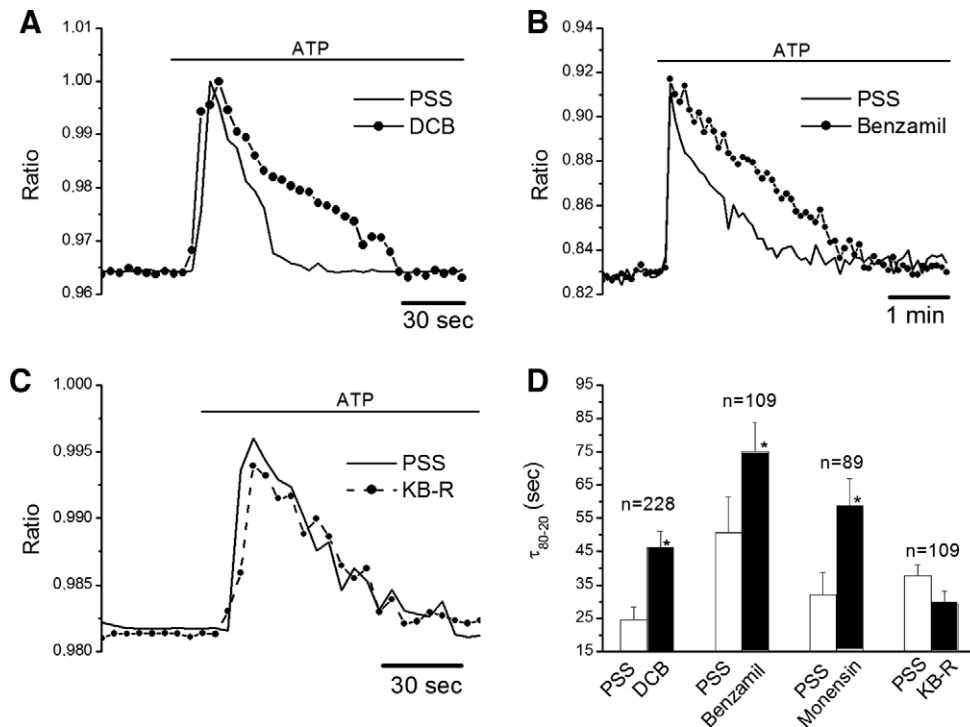 A
1.01
1.00
0.99
0.98
0.97
0,96
Ratio
ATP
PSS
DCB
30 sec
B
0.94
0.92
0.90
0.88
0.86
0.84
0.82
Ratio
ATP
PSS
Benzamil
1 min
C
1.000
0.995
0.990
0,985
0.980
Ratio
ATP
PSS
KB-R
30 sec
D
95
85
75
65
55
45
35
25
15
τ80-20 (sec)
n=228
n=109
n=89
n=109
*
*
*
PSS
DCB
PSS
Benzamil
PSS
Monensin
PSS
KB-R